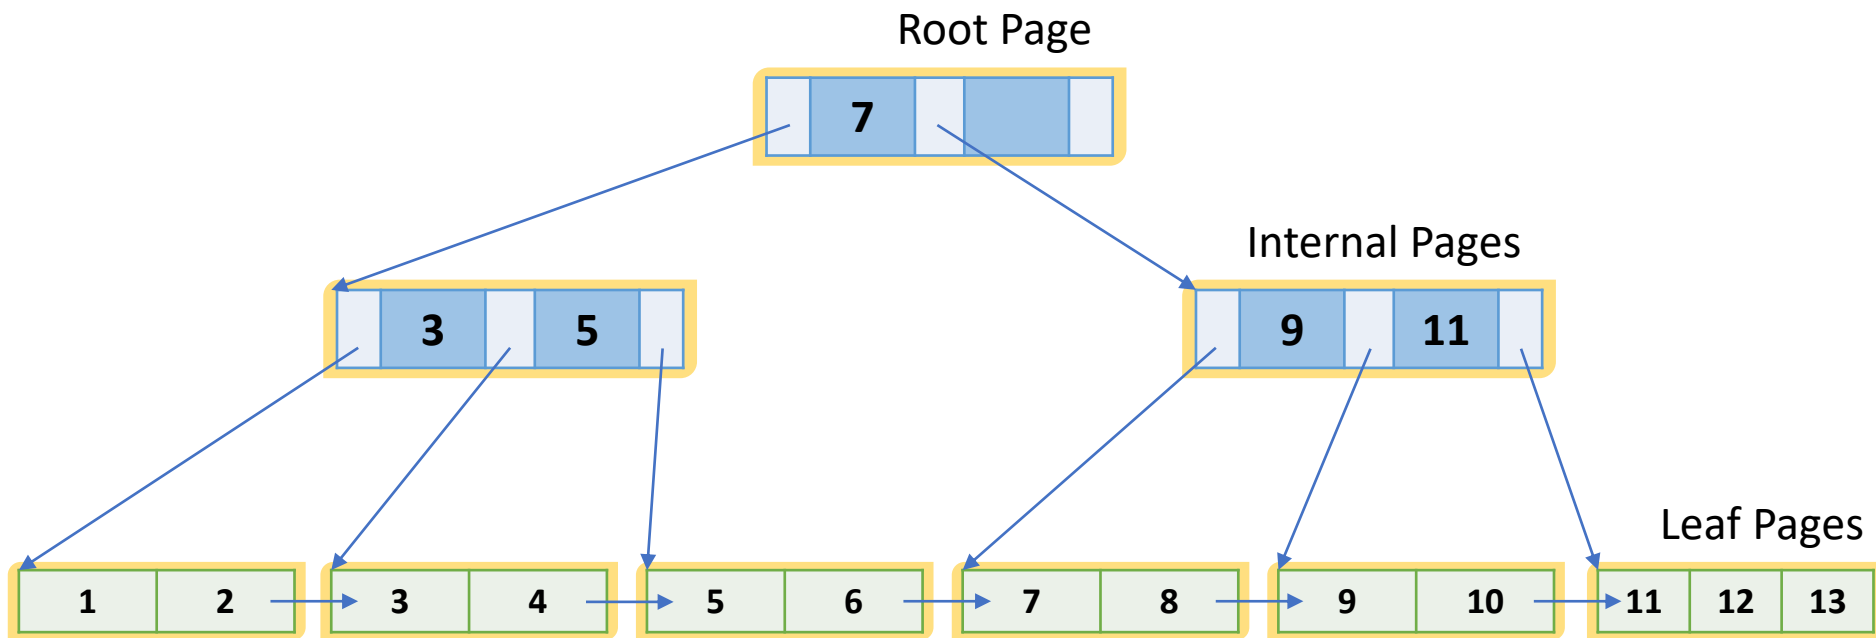 Root Page
7
Internal Pages
3 5 9 11
Leaf Pages
1 2 3 4 5 6 7 8 9 10 11 12 13